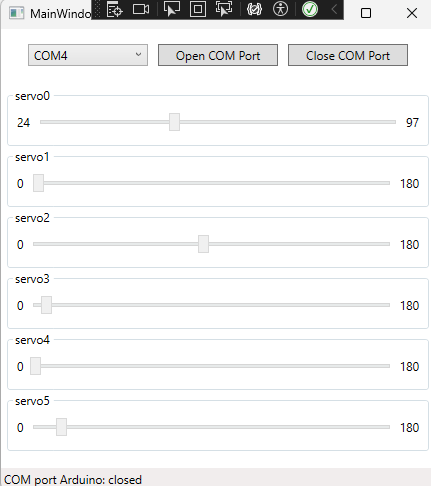 MainWindo
COM4 Open COM Port Close COM Port
servo0
24 97
servo1
0 180
servo2
0 180
servo3
0 180
servo4
0 180
servo5
0 180
COM port Arduino: closed